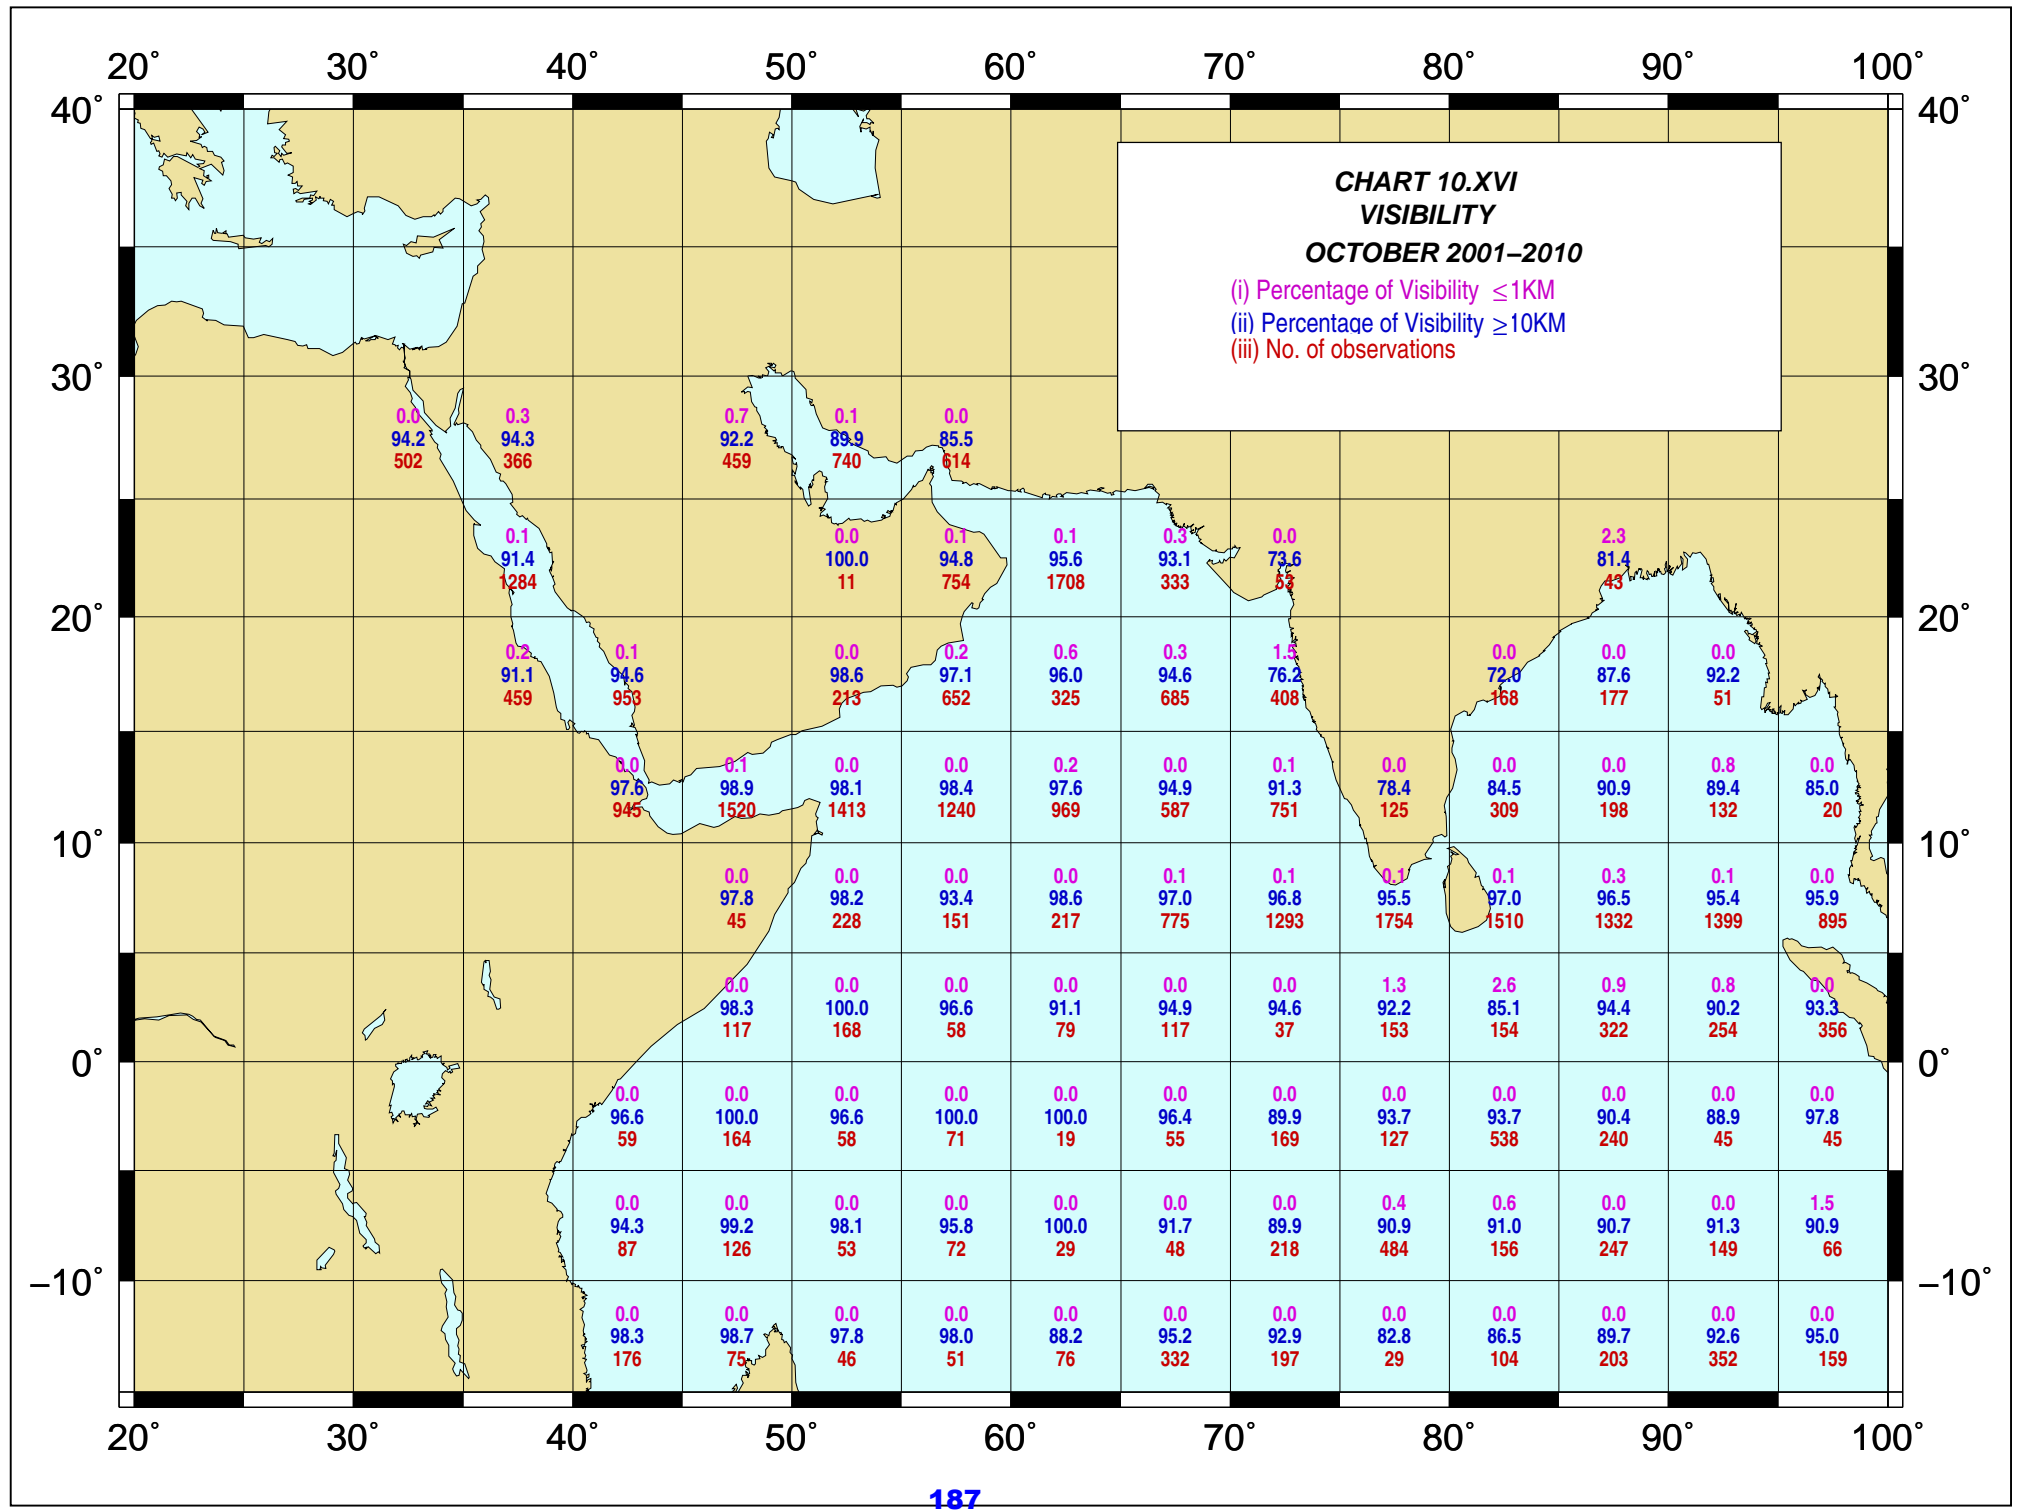 20° 30° 40° 50° 60° 70° 80° 90° 100°
40° 40°
CHART 10.XVI
VISIBILITY
OCTOBER 2001–2010
(i) Percentage of Visibility ≤1KM
(ii) Percentage of Visibility ≥10KM
(iii) No. of observations
30° 30°
0.0 0.3 0.7 0.1 0.0
94.2 94.3 92.2 89.9 85.5
502 366 459 740 614
0.1 0.0 0.1 0.1 0.3 0.0 2.3
91.4 100.0 94.8 95.6 93.1 73.6 81.4
1284 11 754 1708 333 53 43
20° 20°
0.2 0.1 0.0 0.2 0.6 0.3 1.5 0.0 0.0 0.0
91.1 94.6 98.6 97.1 96.0 94.6 76.2 72.0 87.6 92.2
459 953 213 652 325 685 408 168 177 51
0.0 0.1 0.0 0.0 0.2 0.0 0.1 0.0 0.0 0.0 0.8 0.0
97.6 98.9 98.1 98.4 97.6 94.9 91.3 78.4 84.5 90.9 89.4 85.0
945 1520 1413 1240 969 587 751 125 309 198 132 20
10° 10°
0.0 0.0 0.0 0.0 0.1 0.1 0.1 0.1 0.3 0.1 0.0
97.8 98.2 93.4 98.6 97.0 96.8 95.5 97.0 96.5 95.4 95.9
45 228 151 217 775 1293 1754 1510 1332 1399 895
0.0 0.0 0.0 0.0 0.0 0.0 1.3 2.6 0.9 0.8 0.0
98.3 100.0 96.6 91.1 94.9 94.6 92.2 85.1 94.4 90.2 93.3
117 168 58 79 117 37 153 154 322 254 356
0° 0°
0.0 0.0 0.0 0.0 0.0 0.0 0.0 0.0 0.0 0.0 0.0 0.0
96.6 100.0 96.6 100.0 100.0 96.4 89.9 93.7 93.7 90.4 88.9 97.8
59 164 58 71 19 55 169 127 538 240 45 45
0.0 0.0 0.0 0.0 0.0 0.0 0.0 0.4 0.6 0.0 0.0 1.5
94.3 99.2 98.1 95.8 100.0 91.7 89.9 90.9 91.0 90.7 91.3 90.9
87 126 53 72 29 48 218 484 156 247 149 66
–10° –10°
0.0 0.0 0.0 0.0 0.0 0.0 0.0 0.0 0.0 0.0 0.0 0.0
98.3 98.7 97.8 98.0 88.2 95.2 92.9 82.8 86.5 89.7 92.6 95.0
176 75 46 51 76 332 197 29 104 203 352 159
20° 30° 40° 50° 60° 70° 80° 90° 100°
187